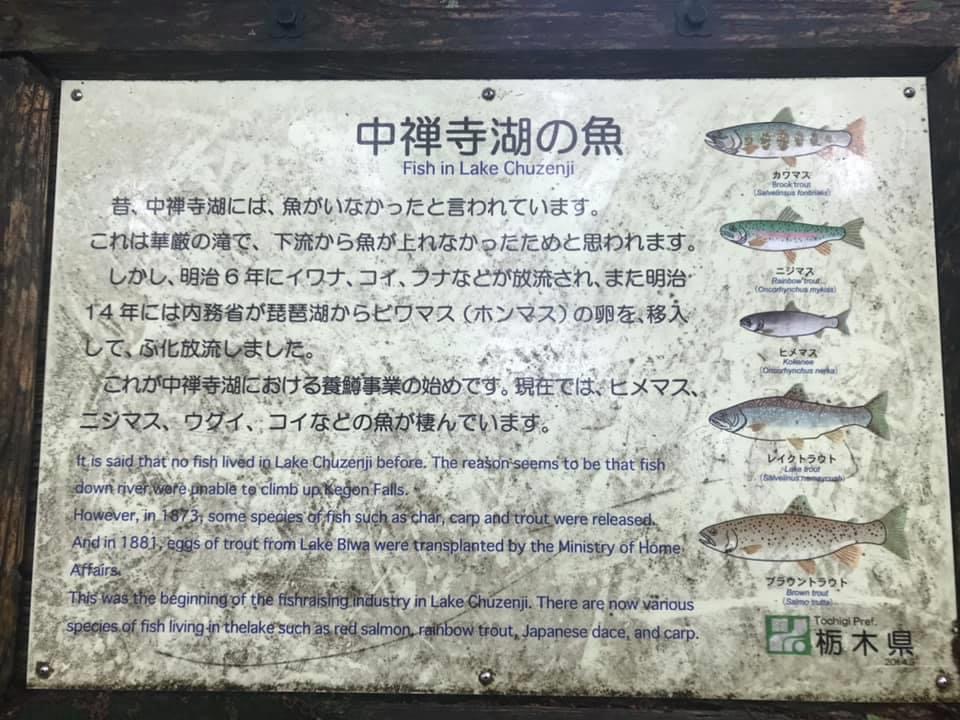 中禅寺湖の魚
Fish in Lake Chuzenji
昔、中禅寺湖には、魚がいなかったと言われています。
これは華厳の滝で、下流から魚が上れなかったためと思われます。
しかし、明治6年にイワナ、コイ、フナなどが放流され、また明治
14年には内務省が琵琶湖からビワマス（ホンマス）の卵を、移入
して、ふ化放流しました。
これが中禅寺湖における養鱒事業の始めです。現在では、ヒメマス、
ニジマス、ウグイ、コイなどの魚が棲んでいます。
It is said that no fish lived in Lake Chuzenji before. The reason seems to be that fish
down river were unable to climb up Kegon Falls.
However, in 1873, some species of fish such as char, carp and trout were released.
And in 1881, eggs of trout from Lake Biwa were transplanted by the Ministry of Home
Affairs.
This was the beginning of the fishraising industry in Lake Chuzenji. There are now various
species of fish living in thelake such as red salmon, rainbow trout, Japanese dace, and carp.
カワマス
Brook trout
(Salvelinsus fontinalis)
ニジマス
Rainbow trout
(Oncorhynchus mykiss)
ヒメマス
Kokanee
(Oncorhynchus nerka)
レイクトラウト
Lake trout
(Salvelinus namaycush)
ブラウントラウト
Brown trout
(Salmo trutta)
Tochigi Pref.
栃木県